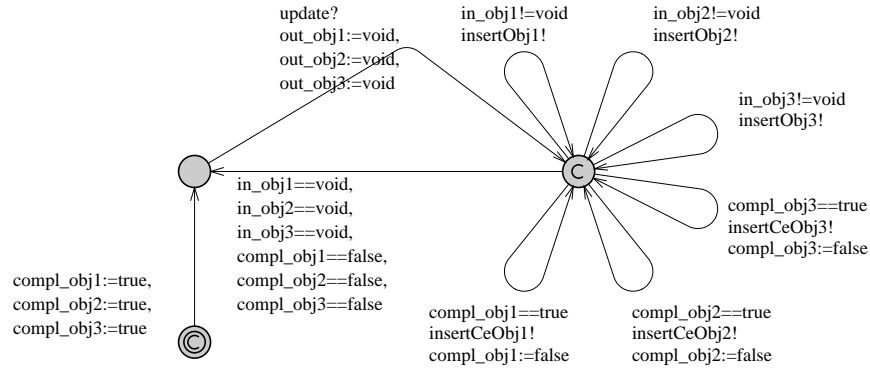 update?
out_obj1:=void,
out_obj2:=void,
out_obj3:=void
in_obj1!=void
insertObj1!
in_obj2!=void
insertObj2!
in_obj3!=void
insertObj3!
C
in_obj1==void,
in_obj2==void,
in_obj3==void,
compl_obj1==false,
compl_obj2==false,
compl_obj3==false
compl_obj3==true
insertCeObj3!
compl_obj3:=false
compl_obj1:=true,
compl_obj2:=true,
compl_obj3:=true
C
compl_obj1==true
insertCeObj1!
compl_obj1:=false
compl_obj2==true
insertCeObj2!
compl_obj2:=false